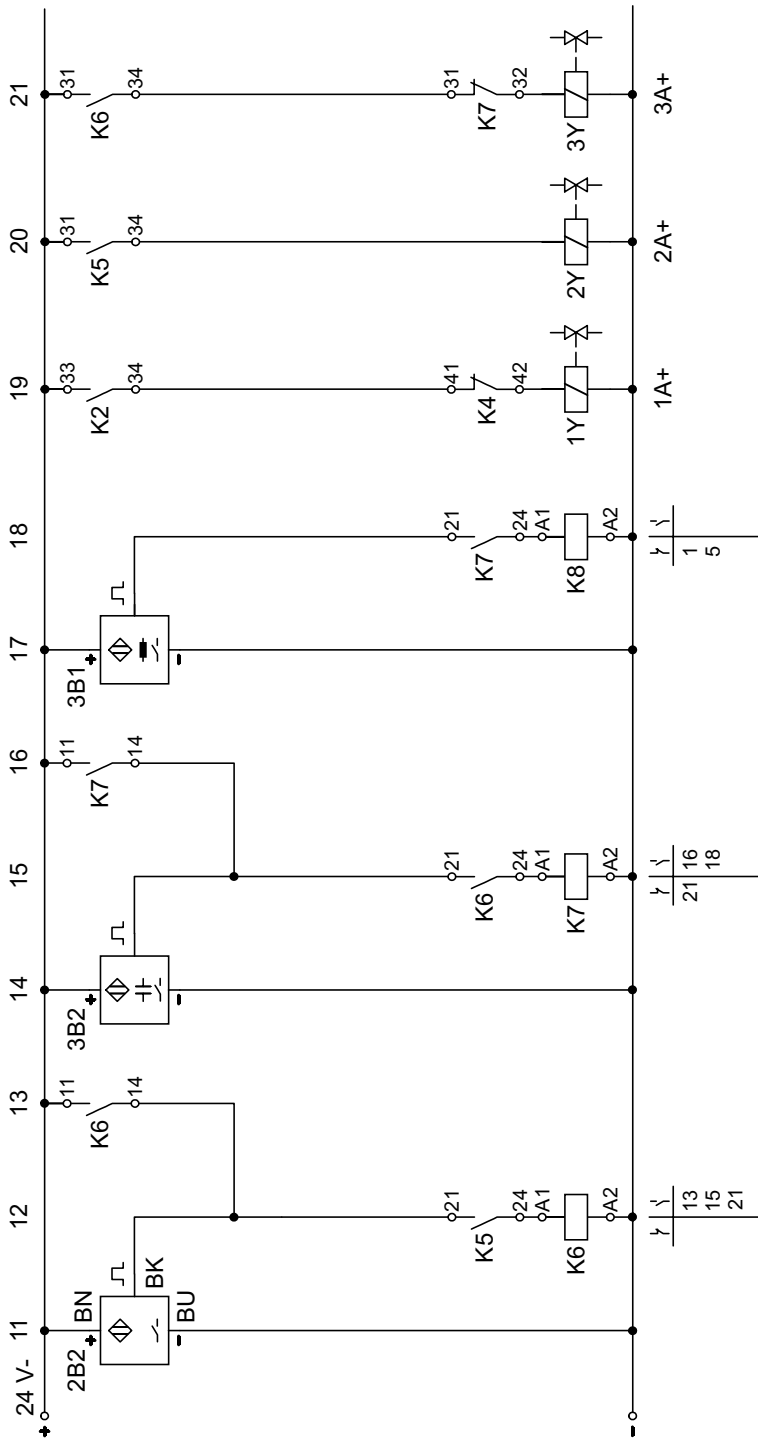 24 V-
11 12 13 14 15 16 17 18 19 20 21
+
2B2 + BN
BK
BU
-
K6 11
14
3B2 +
-
K7 11
14
3B1 +
-
K2 33
34
K5 31
34
K6 31
34
K5 21
24
K6 21
24
K7 21
24
K4 41
42
K7 31
32
K6 A1
A2
K7 A1
A2
K8 A1
A2
1Y
2Y
3Y
-
13
15
21
21 16
18
1
5
1A+ 2A+ 3A+